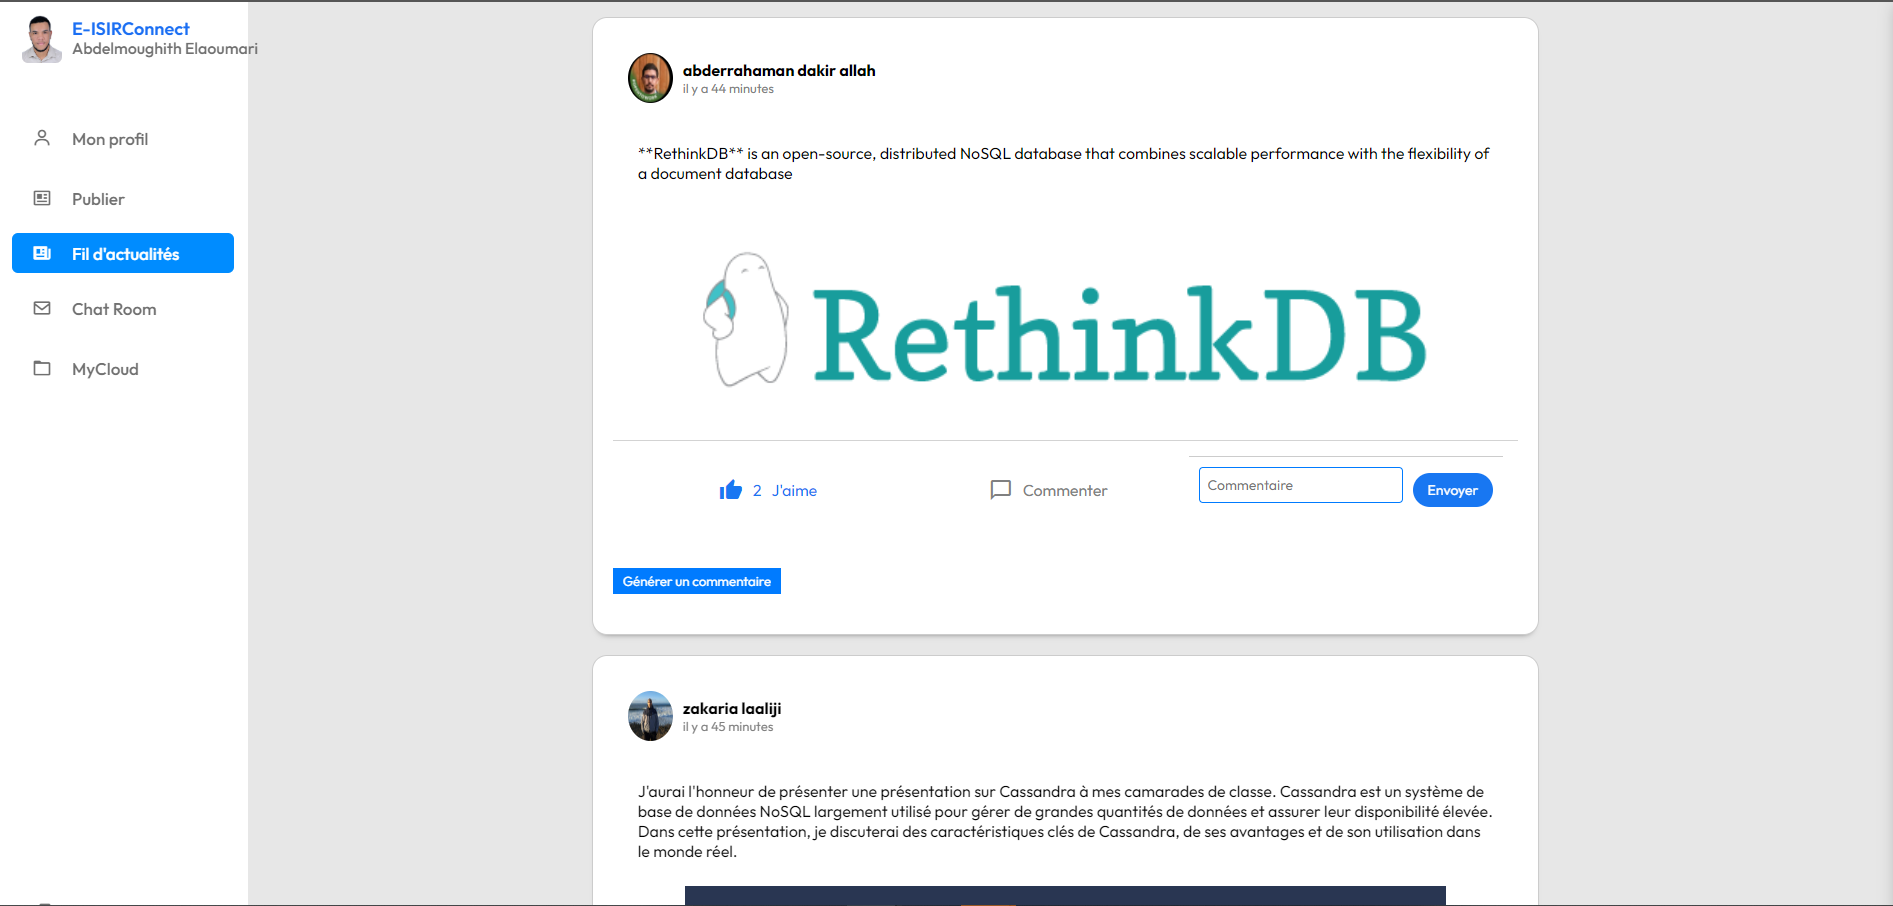 E-ISIRConnect
Abdelmoughith Elaoumari
Mon profil
Publier
Fil d'actualités
Chat Room
MyCloud
abderrahaman dakir allah
il y a 44 minutes
**RethinkDB** is an open-source, distributed NoSQL database that combines scalable performance with the flexibility of
a document database
RethinkDB
2 J'aime
Commenter
Commentaire
Envoyer
Générer un commentaire
zakaria laaliji
il y a 45 minutes
J'aurai l'honneur de présenter une présentation sur Cassandra à mes camarades de classe. Cassandra est un système de
base de données NoSQL largement utilisé pour gérer de grandes quantités de données et assurer leur disponibilité élevée.
Dans cette présentation, je discuterai des caractéristiques clés de Cassandra, de ses avantages et de son utilisation dans
le monde réel.